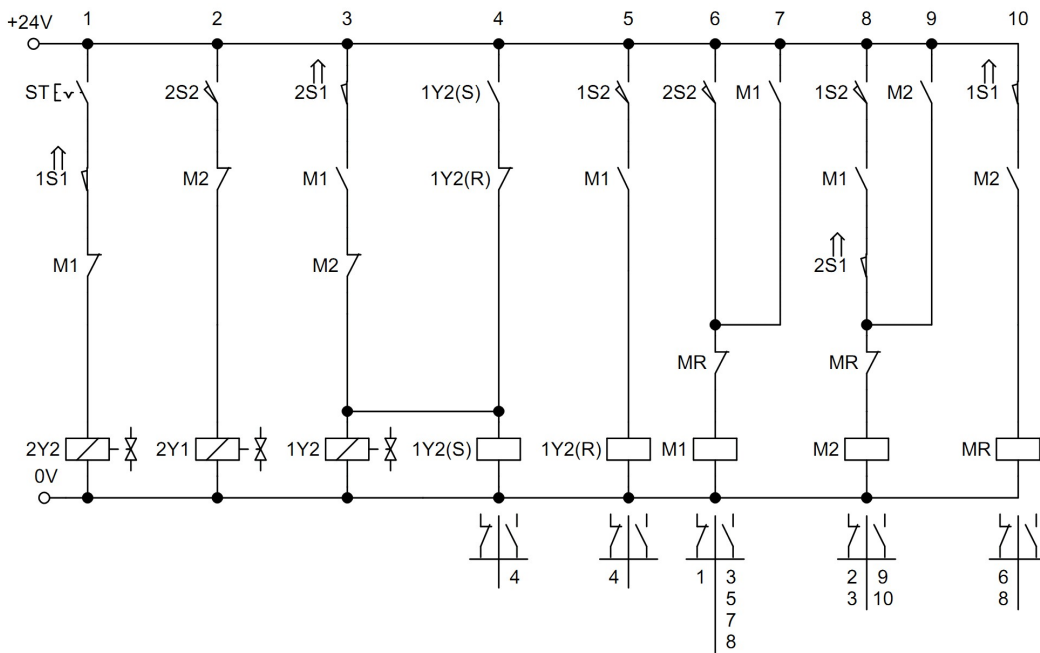 1 2 3 4 5 6 7 8 9 10
+24V
ST 2S2 2S1 1Y2(S) 1S2 2S2 M1 1S2 M2 1S1
1S1 M2 M1 1Y2(R) M1 M1 M2
M1 M2 2S1
MR MR
2Y2 2Y1 1Y2 1Y2(S) 1Y2(R) M1 M2 MR
0V
4 4 1 3 2 9 6
5 3 10 8
7
8